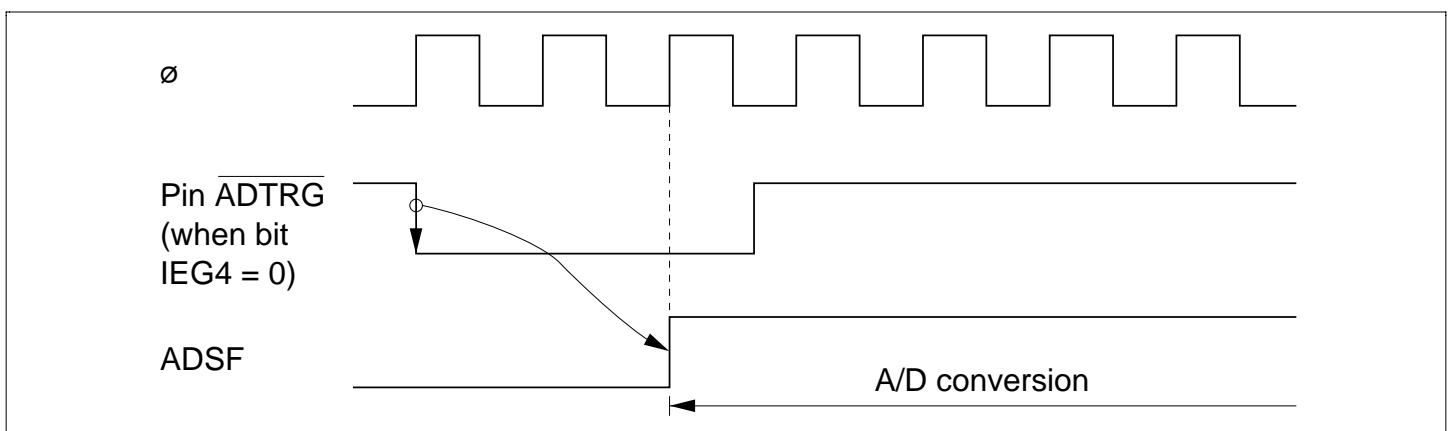 ø
Pin ADTRG
(when bit
IEG4 = 0)
ADSF
A/D conversion